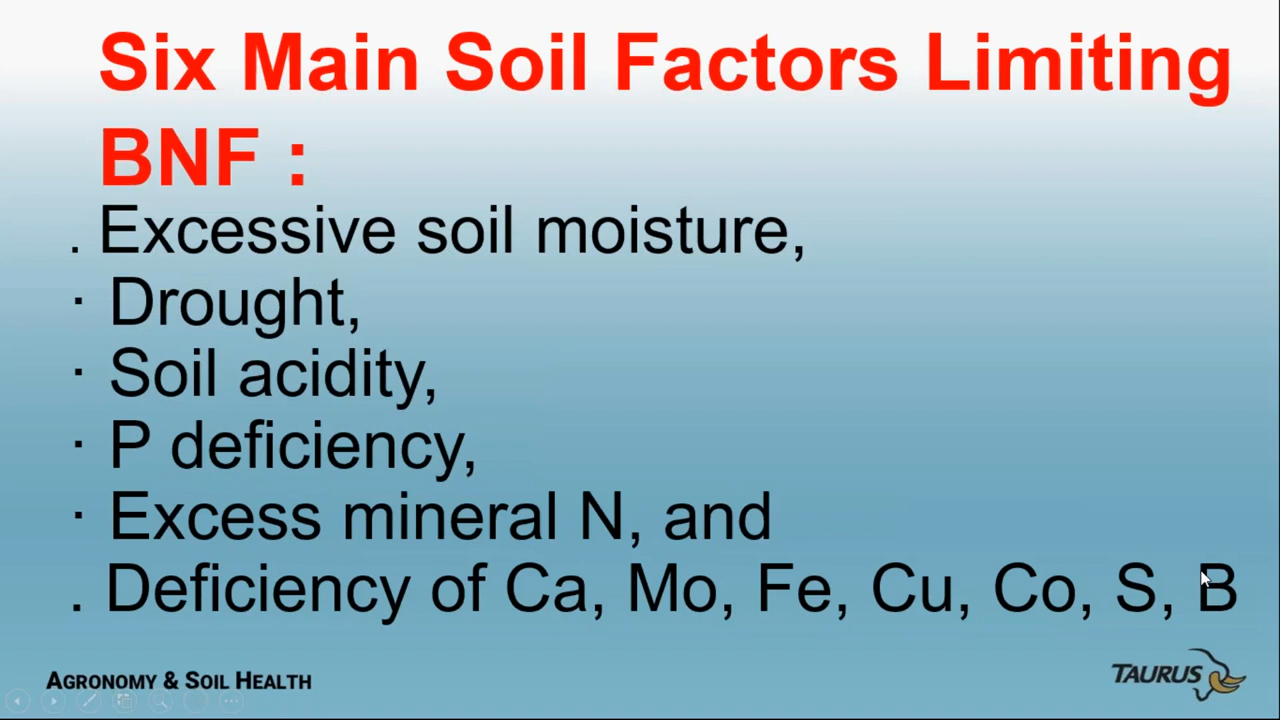 Six Main Soil Factors Limiting
BNF :
. Excessive soil moisture,
· Drought,
· Soil acidity,
· P deficiency,
· Excess mineral N, and
. Deficiency of Ca, Mo, Fe, Cu, Co, S, B
AGRONOMY & SOIL HEALTH
TAURUS